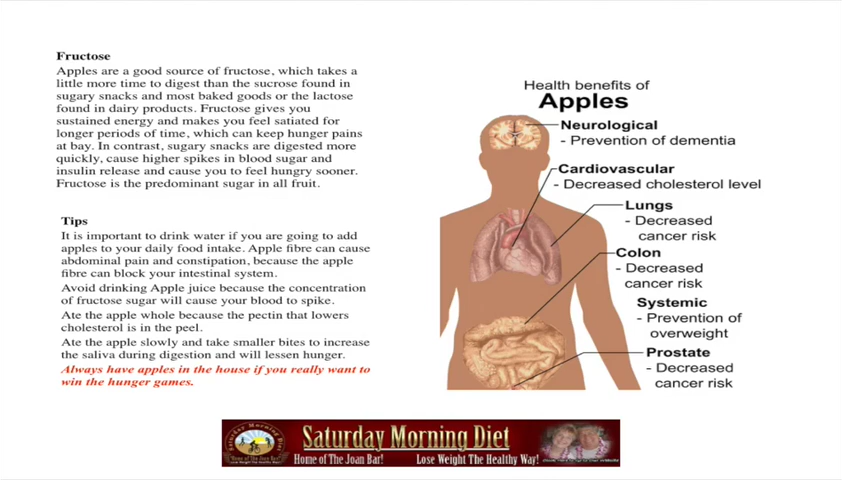 Fructose
Apples are a good source of fructose, which takes a
little more time to digest than the sucrose found in
sugary snacks and most baked goods or the lactose
found in dairy products. Fructose gives you
sustained energy and makes you feel satiated for
longer periods of time, which can keep hunger pains
at bay. In contrast, sugary snacks are digested more
quickly, cause higher spikes in blood sugar and
insulin release and cause you to feel hungry sooner.
Fructose is the predominant sugar in all fruit.
Tips
It is important to drink water if you are going to add
apples to your daily food intake. Apple fibre can cause
abdominal pain and constipation, because the apple
fibre can block your intestinal system.
Avoid drinking Apple juice because the concentration
of fructose sugar will cause your blood to spike.
Ate the apple whole because the pectin that lowers
cholesterol is in the peel.
Ate the apple slowly and take smaller bites to increase
the saliva during digestion and will lessen hunger.
Always have apples in the house if you really want to
win the hunger games.
Health benefits of
Apples
Neurological
- Prevention of dementia
Cardiovascular
- Decreased cholesterol level
Lungs
- Decreased
cancer risk
Colon
- Decreased
cancer risk
Systemic
- Prevention of
overweight
Prostate
- Decreased
cancer risk
Saturday Morning Diet
Home of The Joan Bar! Lose Weight The Healthy Way!